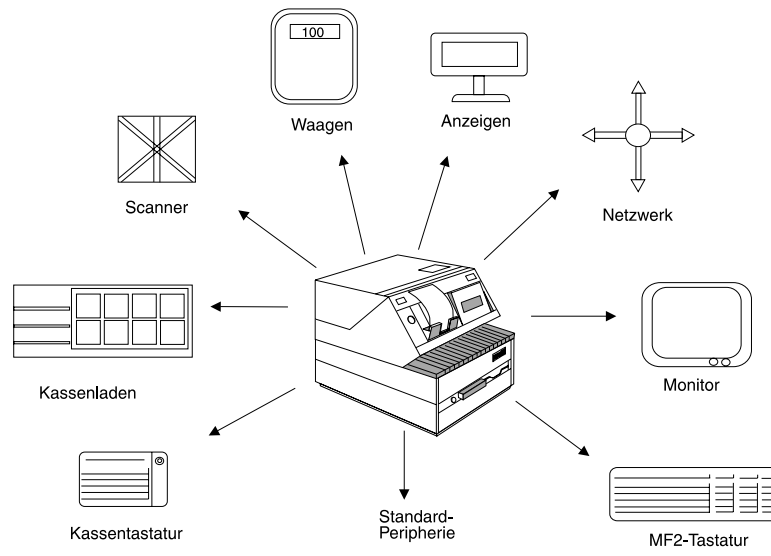 100
Waagen
Anzeigen
Scanner
Netzwerk
Kassenladen
Monitor
Kassentastatur
Standard-
Peripherie
MF2-Tastatur